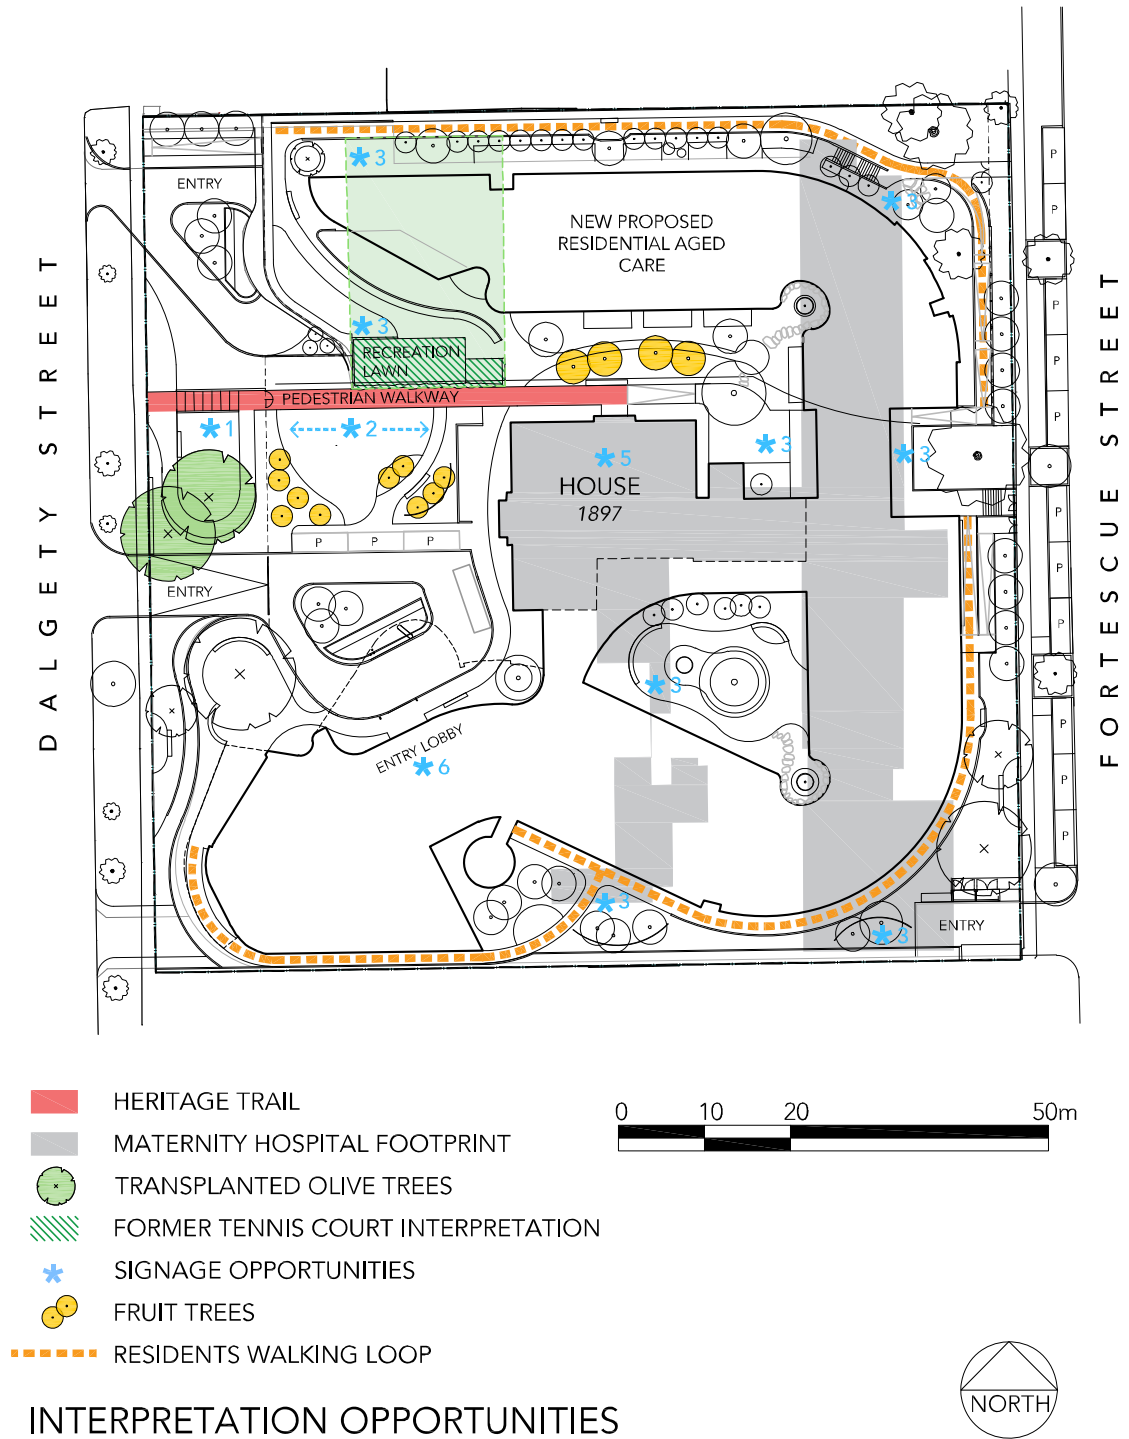 ENTRY
* 3
NEW PROPOSED
RESIDENTIAL AGED
CARE
* 3
* 3
RECREATION
LAWN
PEDESTRIAN WALKWAY
* 1
* 2
* 3
* 3
* 5
HOUSE
1897
P P P
ENTRY
* 3
ENTRY LOBBY
* 6
* 3
* 3
ENTRY
P
P
P
P
P
P
P
P
P
P
P
DALGETY STREET
FORTESCUE STREET
HERITAGE TRAIL
MATERNITY HOSPITAL FOOTPRINT
TRANSPLANTED OLIVE TREES
FORMER TENNIS COURT INTERPRETATION
* SIGNAGE OPPORTUNITIES
FRUIT TREES
RESIDENTS WALKING LOOP
0 10 20 50m
NORTH
INTERPRETATION OPPORTUNITIES